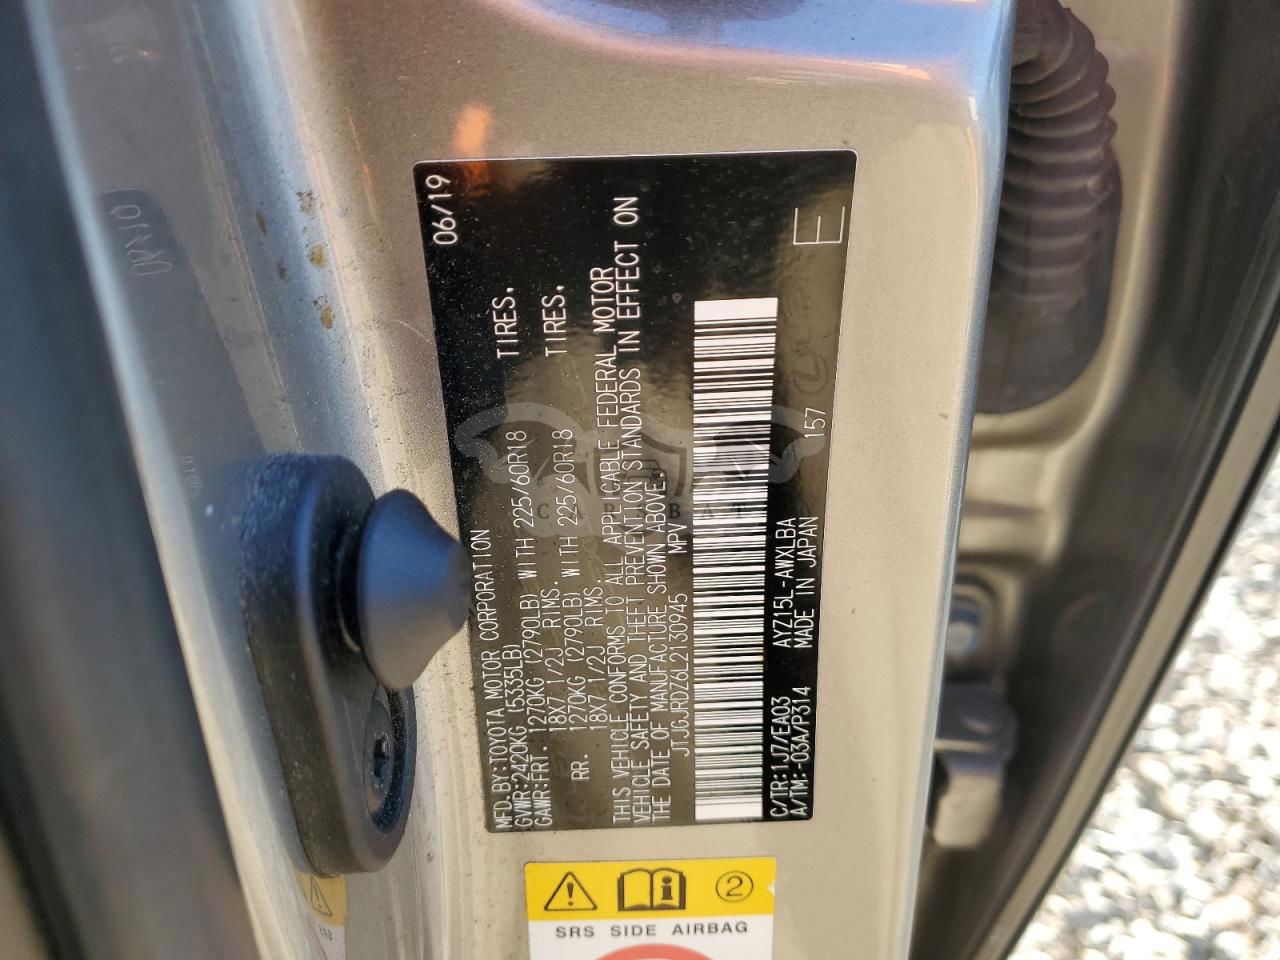 MFD.BY:TOYOTA MOTOR CORPORATION 06/19
GVWR:2420KG (5335LB)
GAWR:FRT. 1270KG (2790LB) WITH 225/60R18 TIRES,
18X7 1/2J RIMS.
RR. 1270KG (2790LB) WITH 225/60R18 TIRES,
18X7 1/2J RIMS.
THIS VEHICLE CONFORMS TO ALL APPLICABLE FEDERAL MOTOR
VEHICLE SAFETY AND THEFT PREVENTION STANDARDS IN EFFECT ON
THE DATE OF MANUFACTURE SHOWN ABOVE.
JTJGJRDZ6L2130945 MPV
C/TR:1J7/EA03 AYZ15L-AWXLBA
A/TM:-03A/P314 MADE IN JAPAN 157
E
2
SRS SIDE AIRBAG